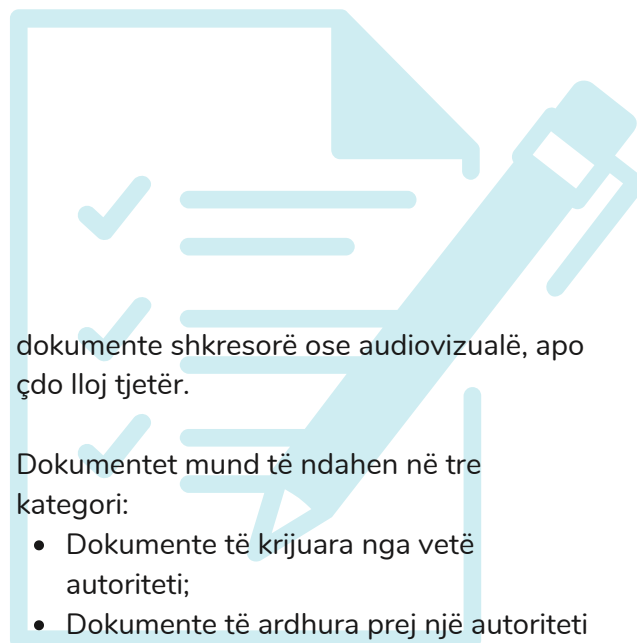 dokumente shkresorë ose audiovizualë, apo
çdo lloj tjetër.
Dokumentet mund të ndahen në tre
kategori:
• Dokumente të krijuara nga vetë
autoriteti;
• Dokumente të ardhura prej një autoriteti